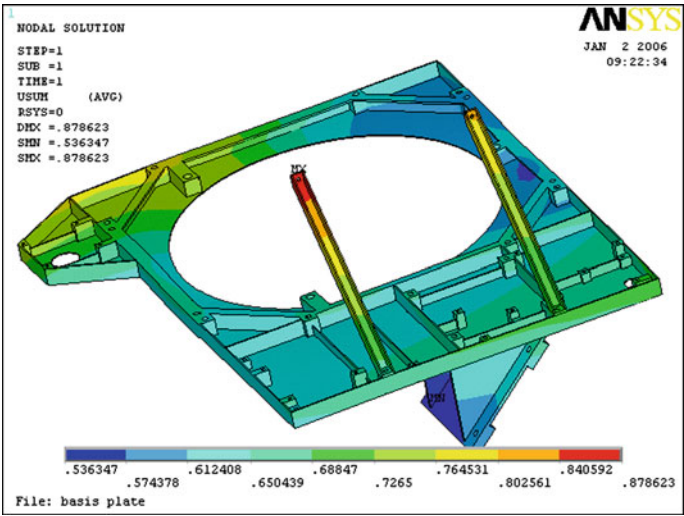 1
ANSYS
NODAL SOLUTION
JAN 2 2006
09:22:34
STEP=1
SUB =1
TIME=1
USUM (AVG)
RSYS=0
DMX =.878623
SMN =.536347
SMX =.878623
MX
MN
.536347 .612408 .68847 .764531 .840592
.574378 .650439 .7265 .802561 .878623
File: basis plate